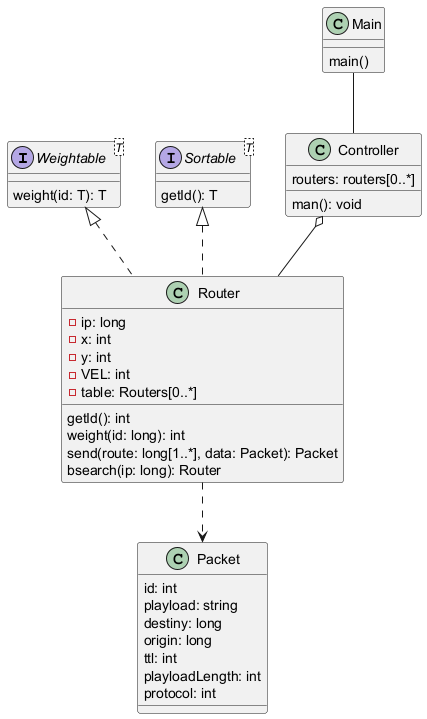 C Main
main()
I Weightable T
weight(id: T): T
I Sortable T
getId(): T
C Controller
routers: routers[0..*]
man(): void
C Router
ip: long
x: int
y: int
VEL: int
table: Routers[0..*]
getId(): int
weight(id: long): int
send(route: long[1..*], data: Packet): Packet
bsearch(ip: long): Router
C Packet
id: int
playload: string
destiny: long
origin: long
ttl: int
playloadLength: int
protocol: int